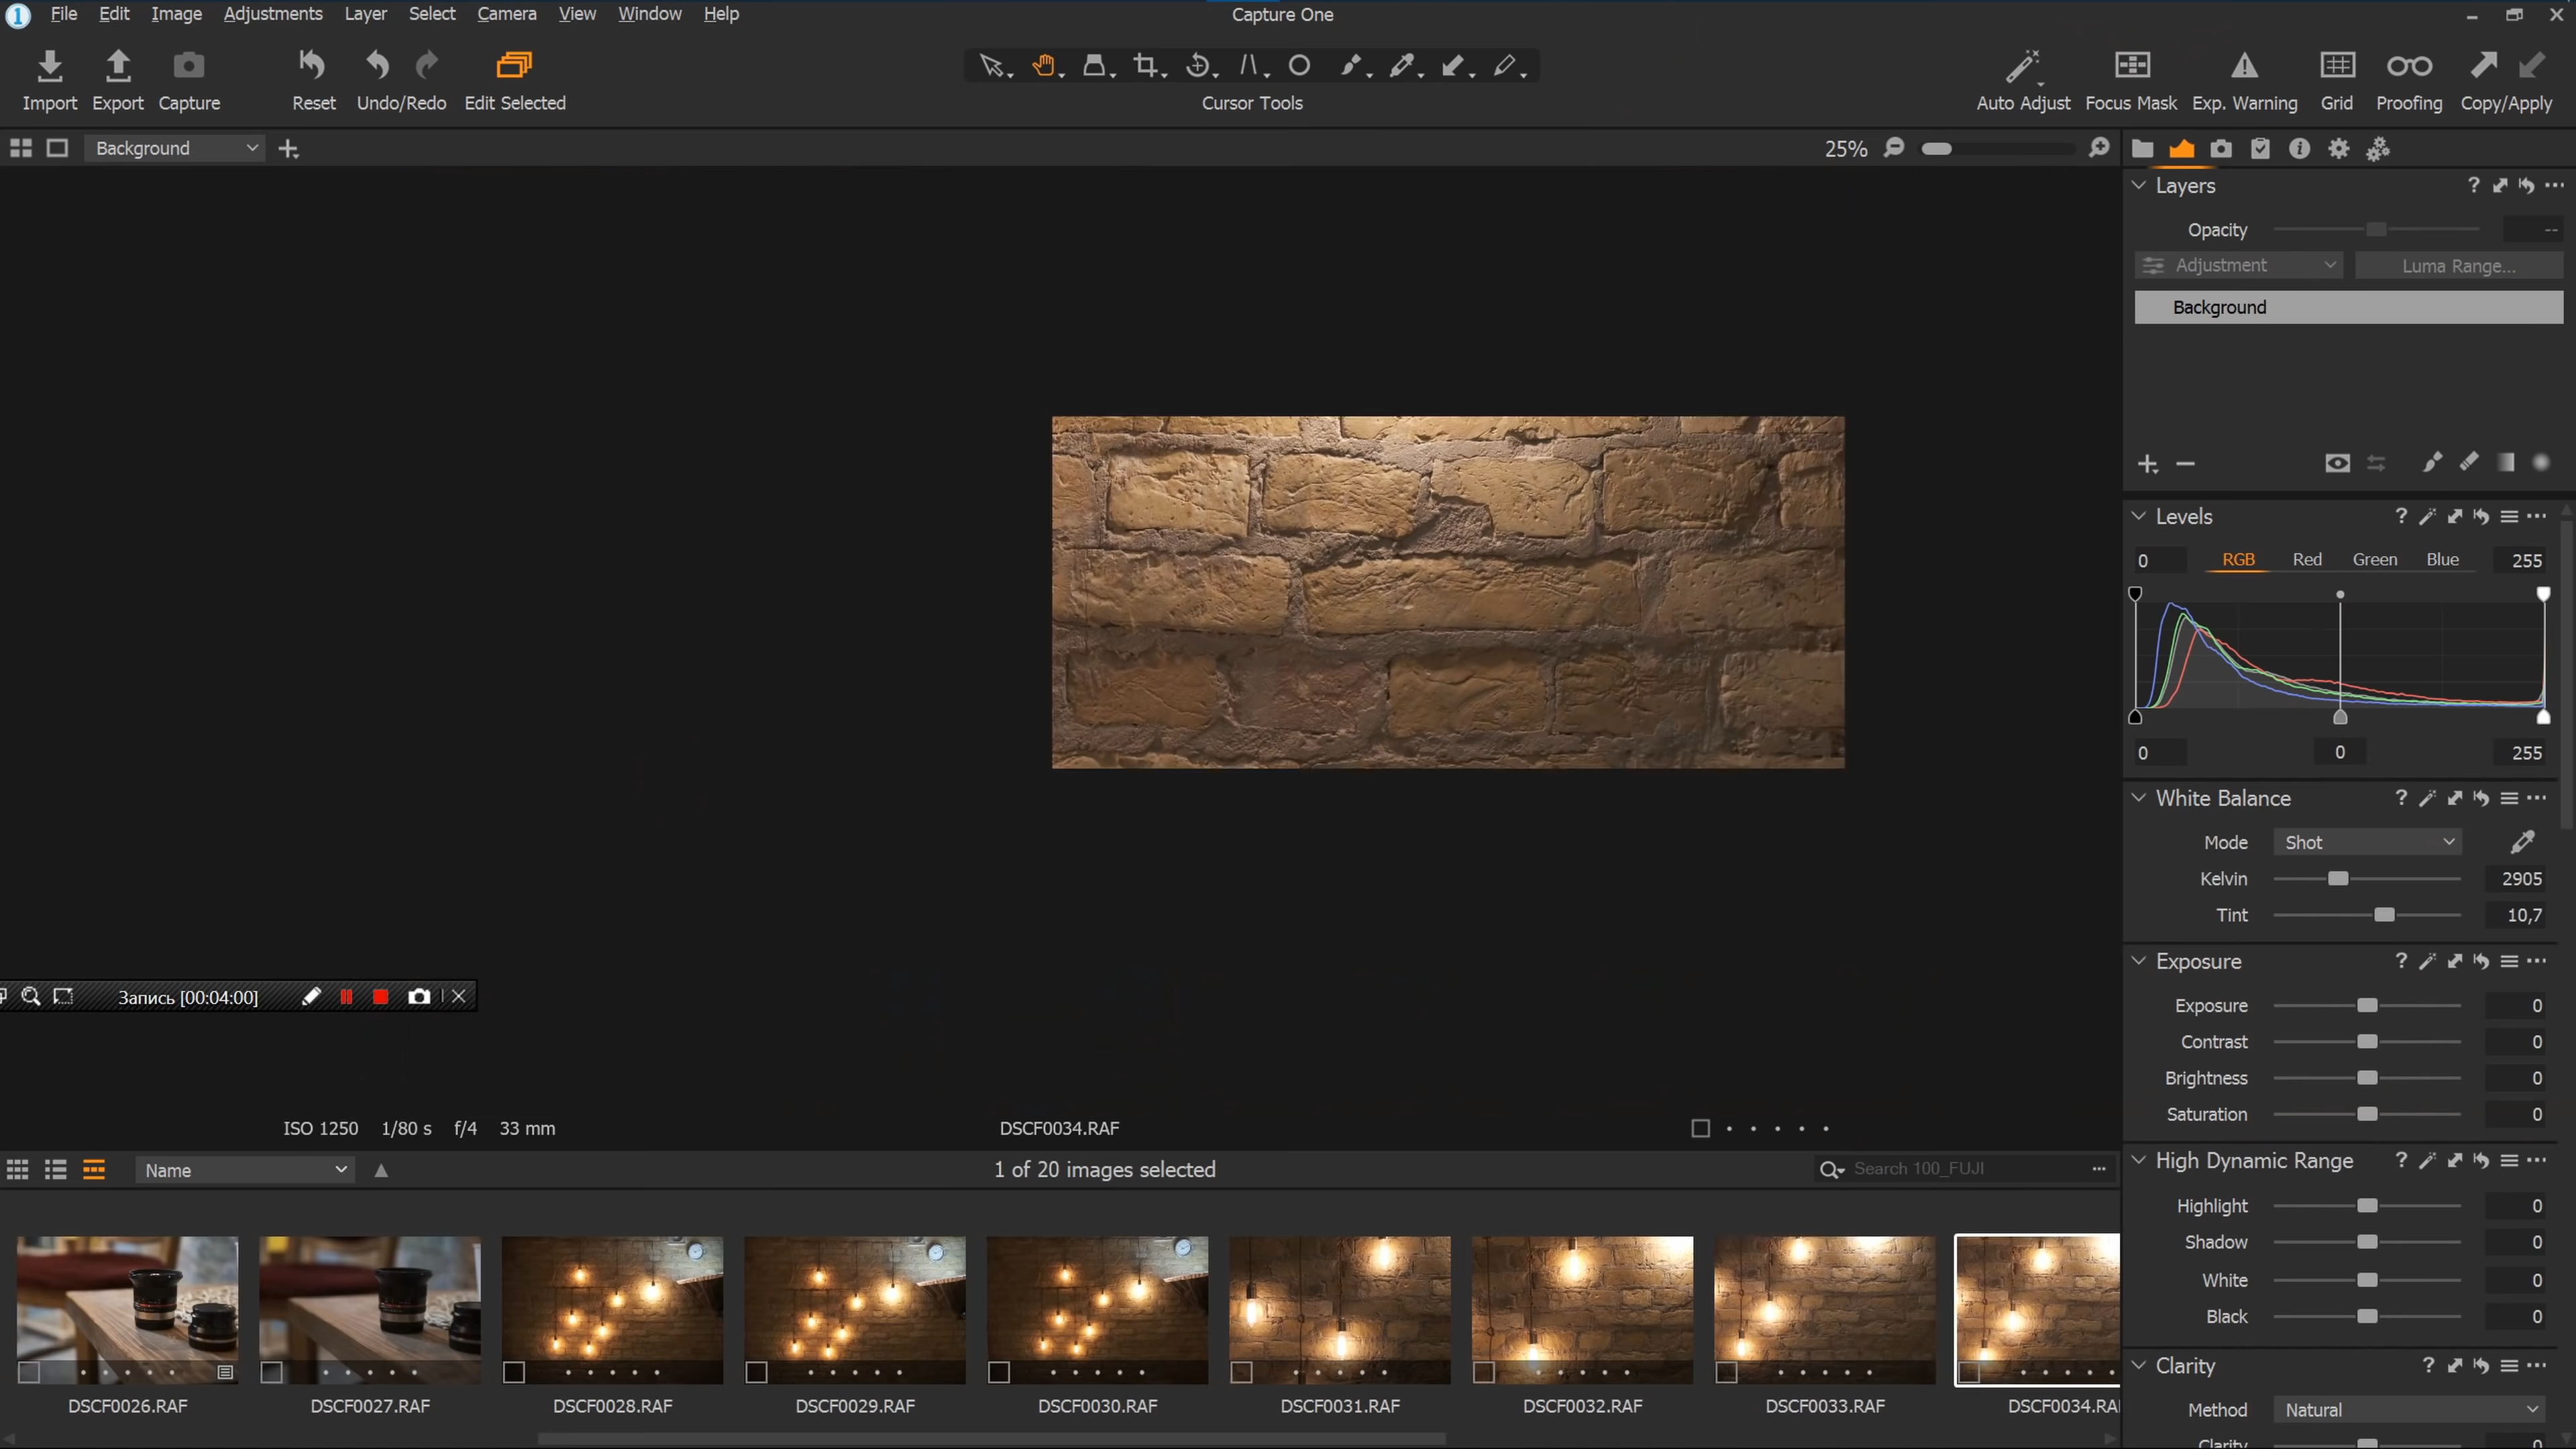 File Edit Image Adjustments Layer Select Camera View Window Help
Capture One
Import Export Capture Reset Undo/Redo Edit Selected
Cursor Tools
Auto Adjust Focus Mask Exp. Warning Grid Proofing Copy/Apply
Background
25%
Layers
Opacity --
Adjustment Luma Range...
Background
Levels
0 RGB Red Green Blue 255
0 0 255
White Balance
Mode Shot
Kelvin 2905
Tint 10,7
Exposure
Exposure 0
Contrast 0
Brightness 0
Saturation 0
High Dynamic Range
Highlight 0
Shadow 0
White 0
Black 0
Clarity
Method Natural
Clarity 0
Запись [00:04:00]
ISO 1250 1/80 s f/4 33 mm
DSCF0034.RAF
Name
1 of 20 images selected
Search 100_FUJI
DSCF0026.RAF DSCF0027.RAF DSCF0028.RAF DSCF0029.RAF DSCF0030.RAF DSCF0031.RAF DSCF0032.RAF DSCF0033.RAF DSCF0034.RA